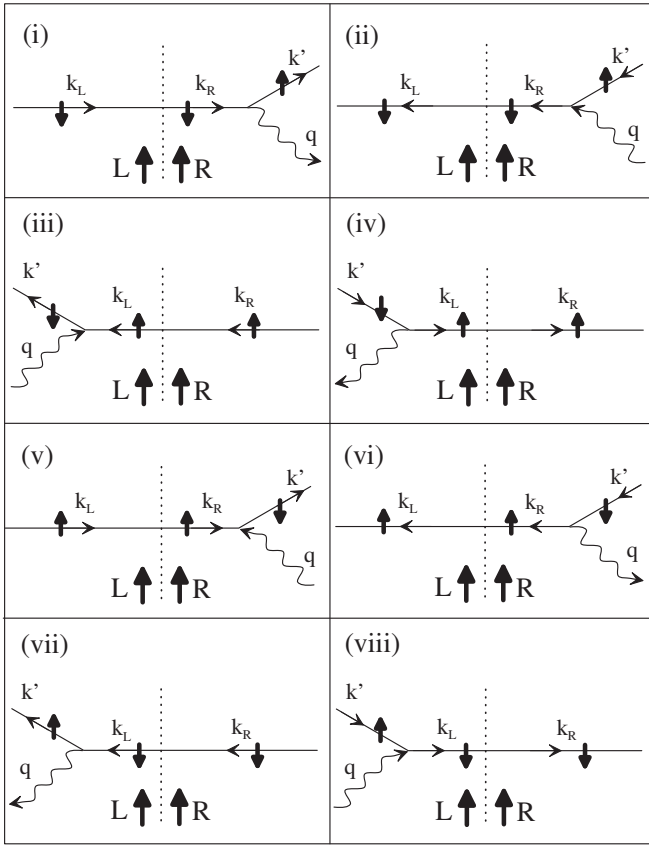 (i)
k'
k_L
k_R
q
L R
(ii)
k'
k_L
k_R
q
L R
(iii)
k'
k_L
k_R
q
L R
(iv)
k'
k_L
k_R
q
L R
(v)
k'
k_L
k_R
q
L R
(vi)
k'
k_L
k_R
q
L R
(vii)
k'
k_L
k_R
q
L R
(viii)
k'
k_L
k_R
q
L R